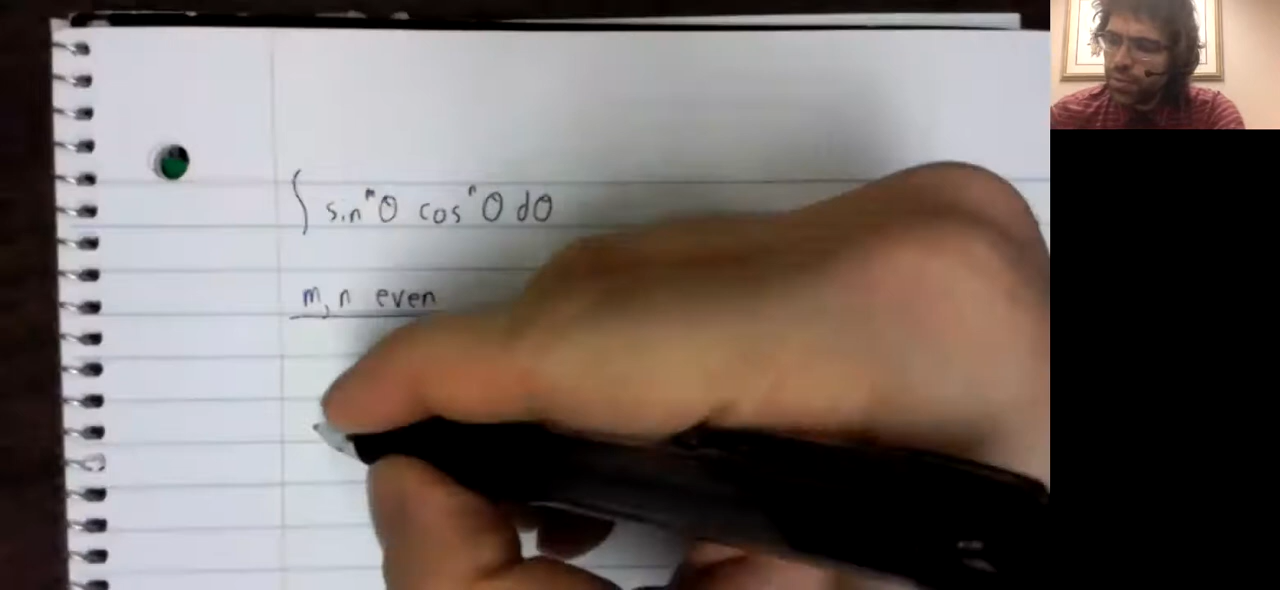 ∫ sinᵐθ cosⁿθ dθ
m, n even